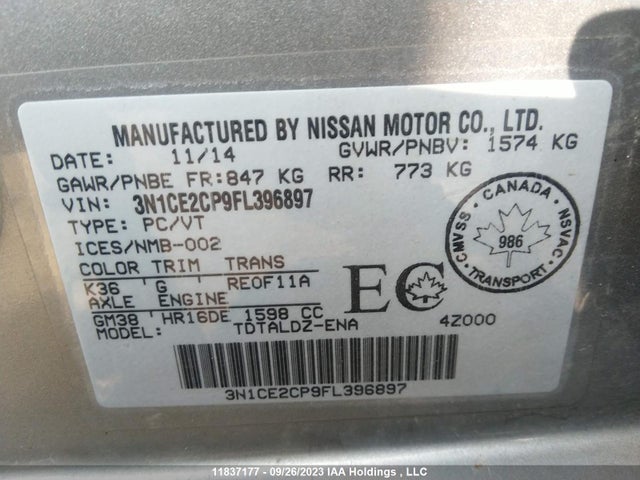 MANUFACTURED BY NISSAN MOTOR CO., LTD.
DATE: 11/14 GVWR/PNBV: 1574 KG
GAWR/PNBE FR: 847 KG RR: 773 KG
VIN: 3N1CE2CP9FL396897
TYPE: PC/VT
ICES/NMB-002
COLOR TRIM TRANS
K36 G RE0F11A
AXLE ENGINE
GM38 HR16DE 1598 CC
MODEL: TDTALDZ-ENA 4Z000
EC
CMVSS · CANADA · NSVAC · TRANSPORT ·
986
3N1CE2CP9FL396897
11837177 - 09/26/2023 IAA Holdings , LLC